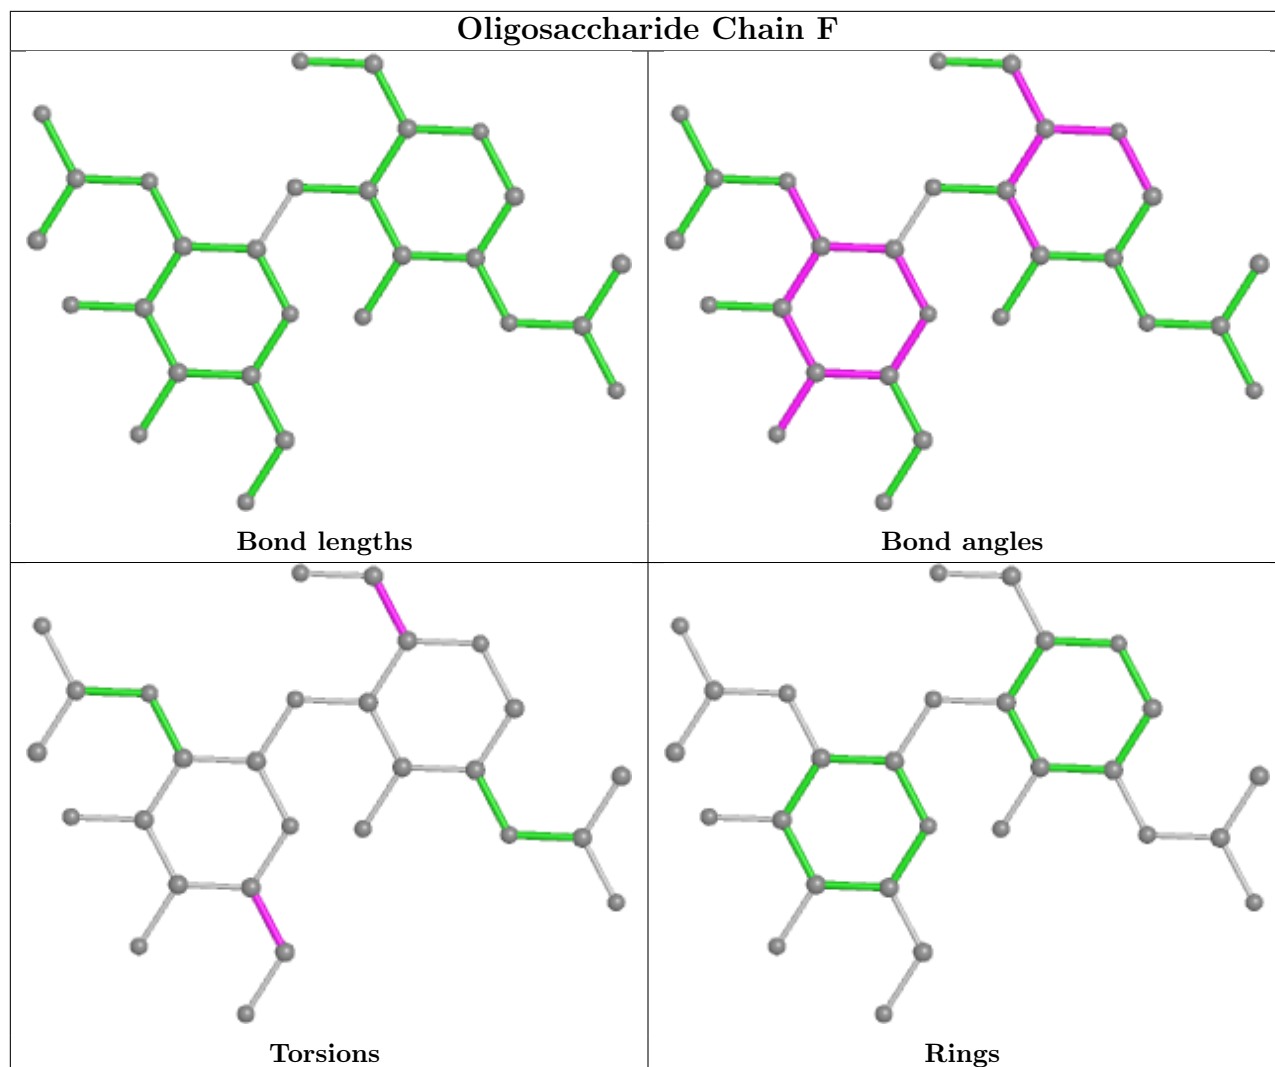 Oligosaccharide Chain F
Bond lengths
Bond angles
Torsions
Rings